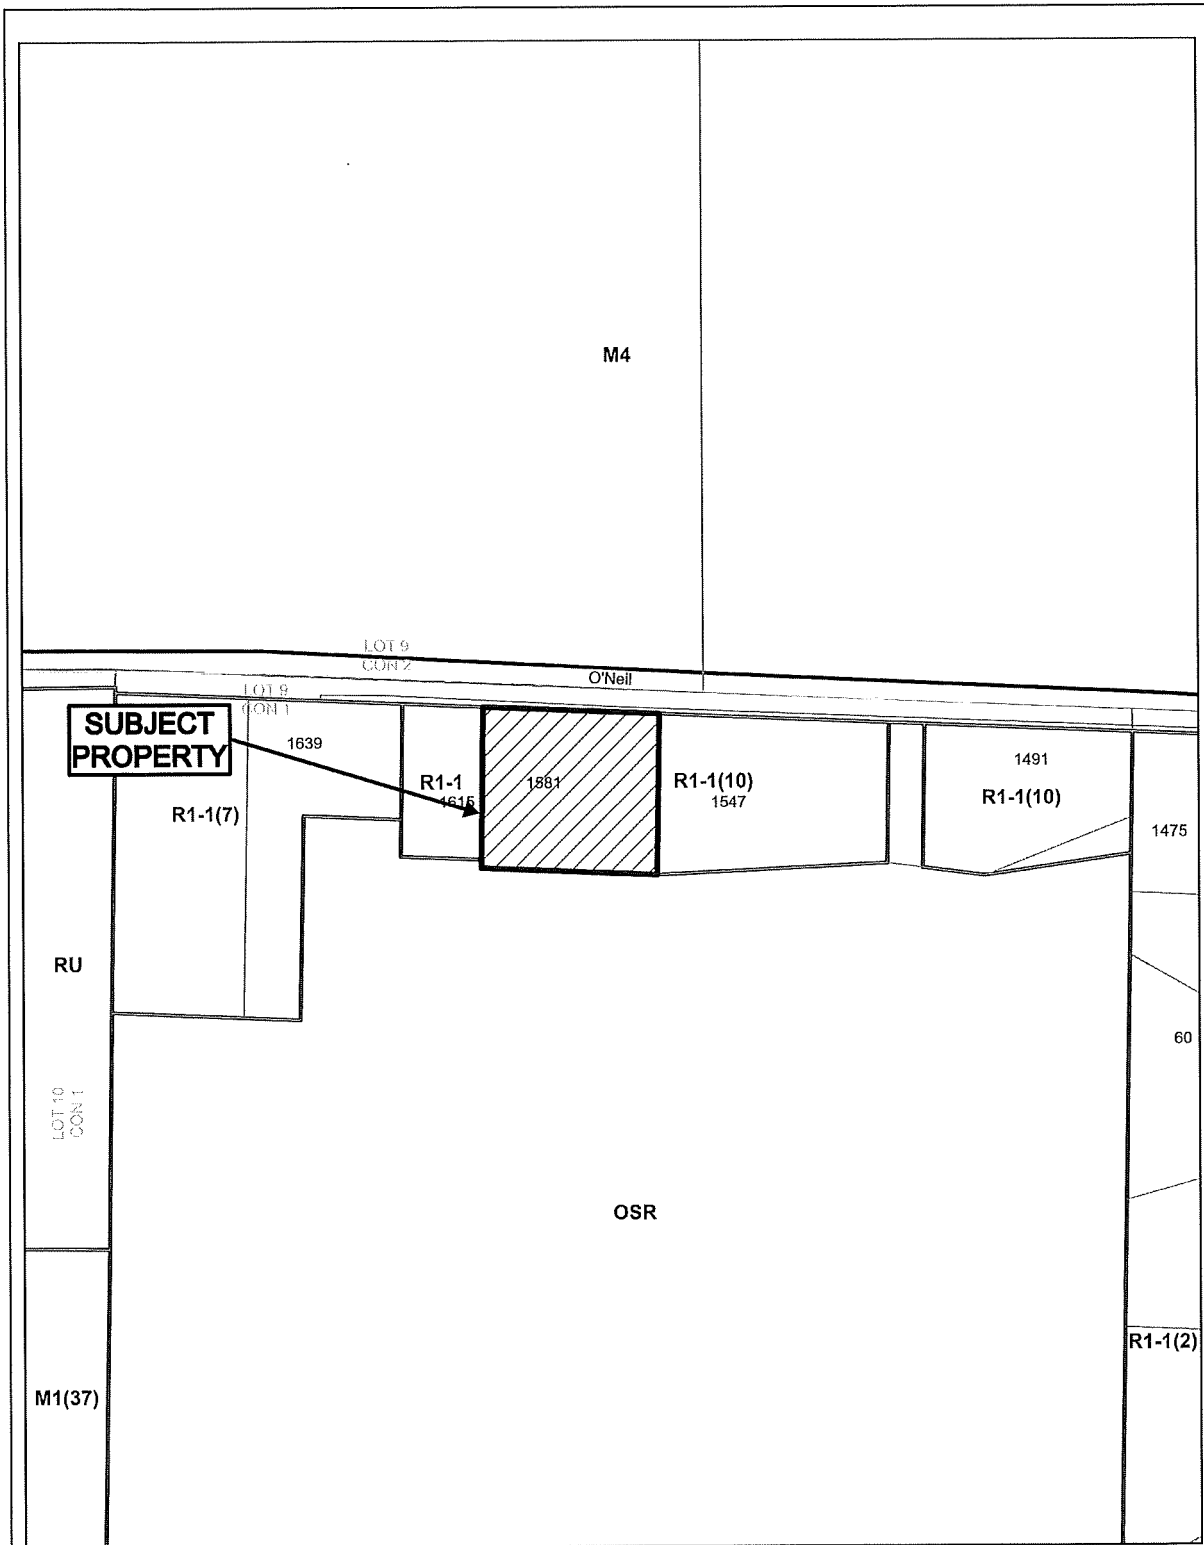 M4
LOT 9
CON 2
O'Neil
LOT 9
CON 1
SUBJECT
PROPERTY
1639
R1-1
1615
1581
R1-1(10)
1547
1491
R1-1(10)
1475
R1-1(7)
RU
60
LOT 10
CON 1
OSR
R1-1(2)
M1(37)